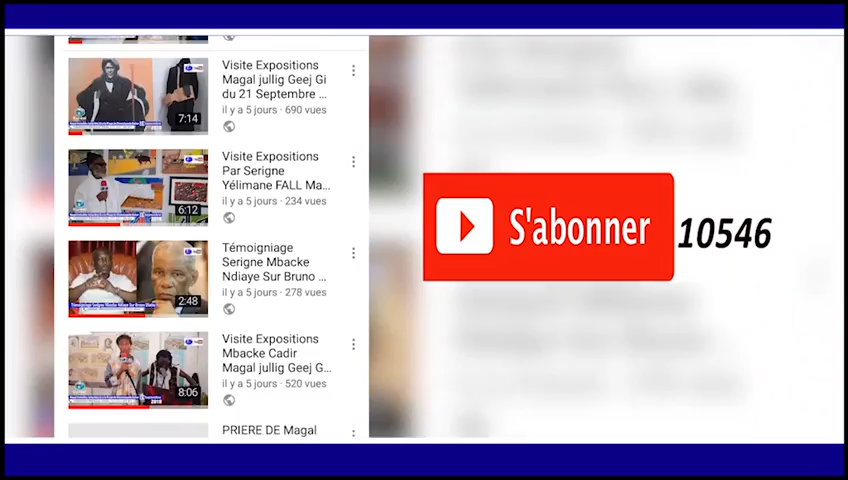 Visite Expositions
Magal jullig Geej Gi
du 21 Septembre ...
il y a 5 jours · 690 vues
7:14
Visite Expositions
Par Serigne
Yélimane FALL Ma...
il y a 5 jours · 234 vues
6:12
Témoigniage
Serigne Mbacke
Ndiaye Sur Bruno ...
il y a 5 jours · 278 vues
2:48
Visite Expositions
Mbacke Cadir
Magal jullig Geej G...
il y a 5 jours · 520 vues
8:06
PRIERE DE Magal
S'abonner
10546